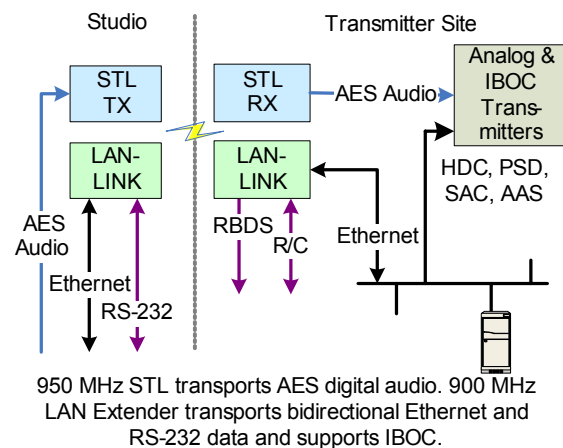 Studio
Transmitter Site
STL
TX
STL
RX
AES Audio
Analog &
IBOC
Trans-
mitters
LAN-
LINK
LAN-
LINK
HDC, PSD,
SAC, AAS
AES
Audio
Ethernet
RS-232
RBDS
R/C
Ethernet
950 MHz STL transports AES digital audio. 900 MHz
LAN Extender transports bidirectional Ethernet and
RS-232 data and supports IBOC.